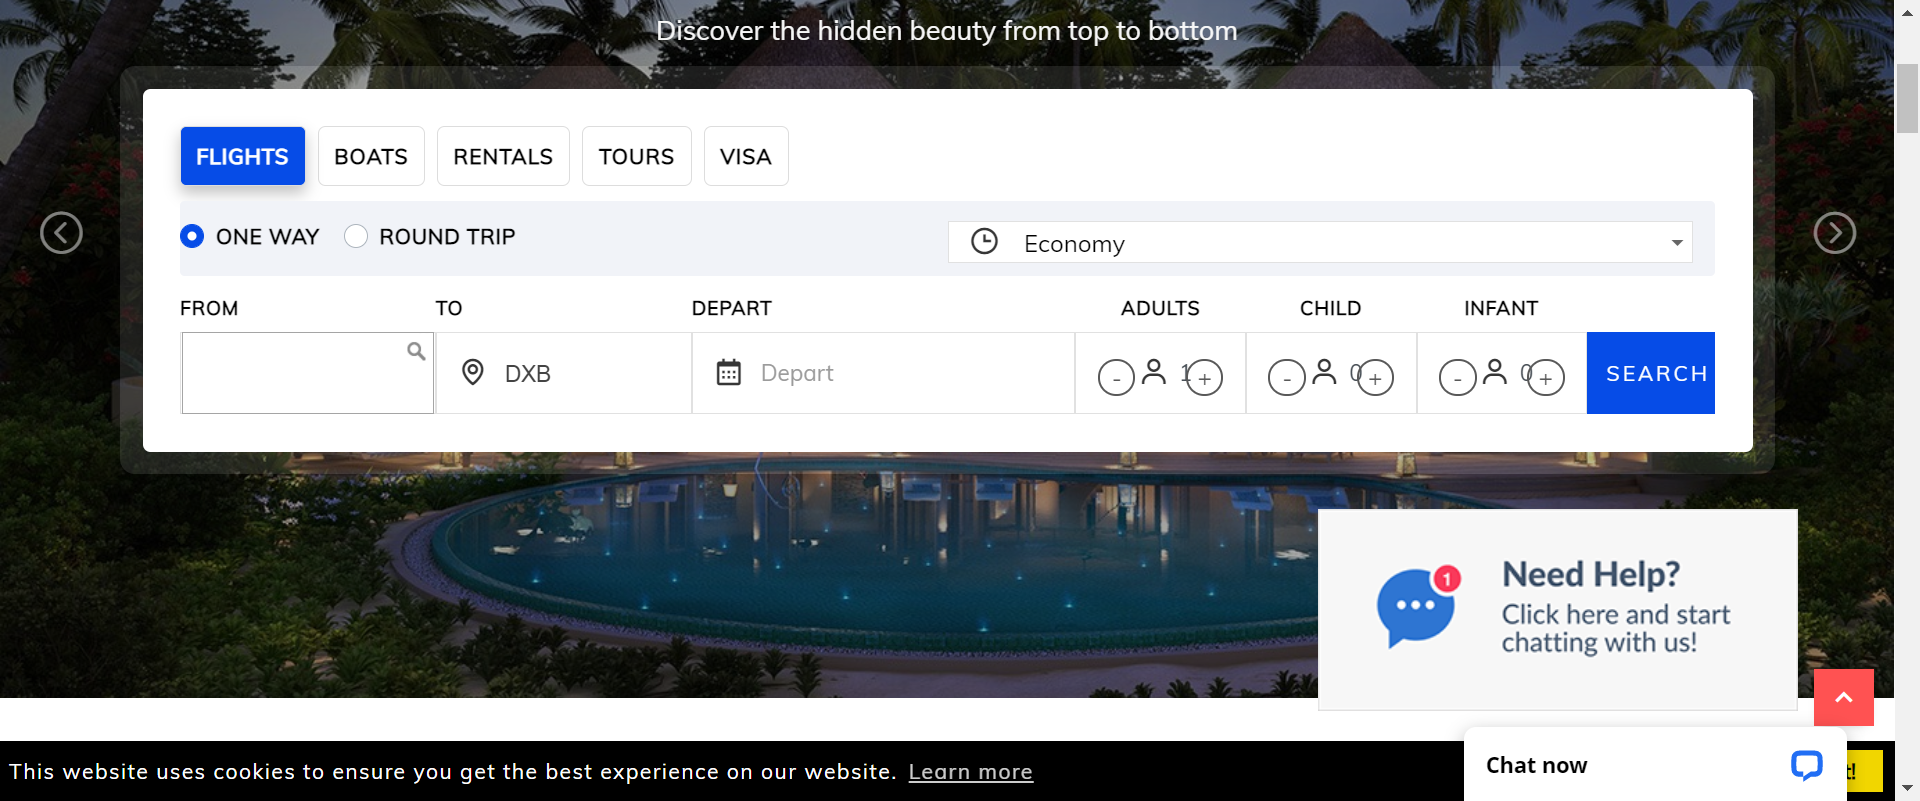 Discover the hidden beauty from top to bottom
FLIGHTS
BOATS
RENTALS
TOURS
VISA
ONE WAY
ROUND TRIP
Economy
FROM
TO
DEPART
ADULTS
CHILD
INFANT
DXB
Depart
- 1 +
- 0 +
- 0 +
SEARCH
1
Need Help?
Click here and start
chatting with us!
This website uses cookies to ensure you get the best experience on our website. Learn more
Chat now